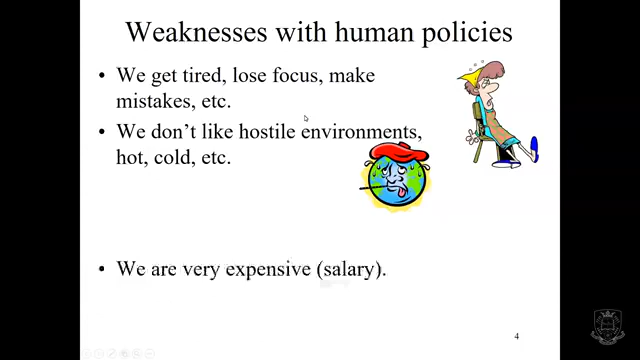 Weaknesses with human policies
• We get tired, lose focus, make
mistakes, etc.
• We don't like hostile environments,
hot, cold, etc.
• We are very expensive (salary).
4